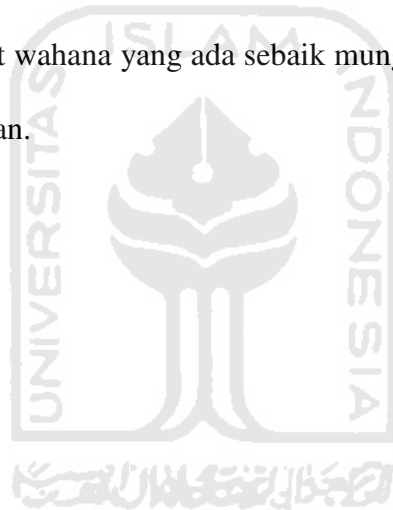 t wahana yang ada sebaik mung
an.
ISLAM
UNIVERSITAS
INDONESIA